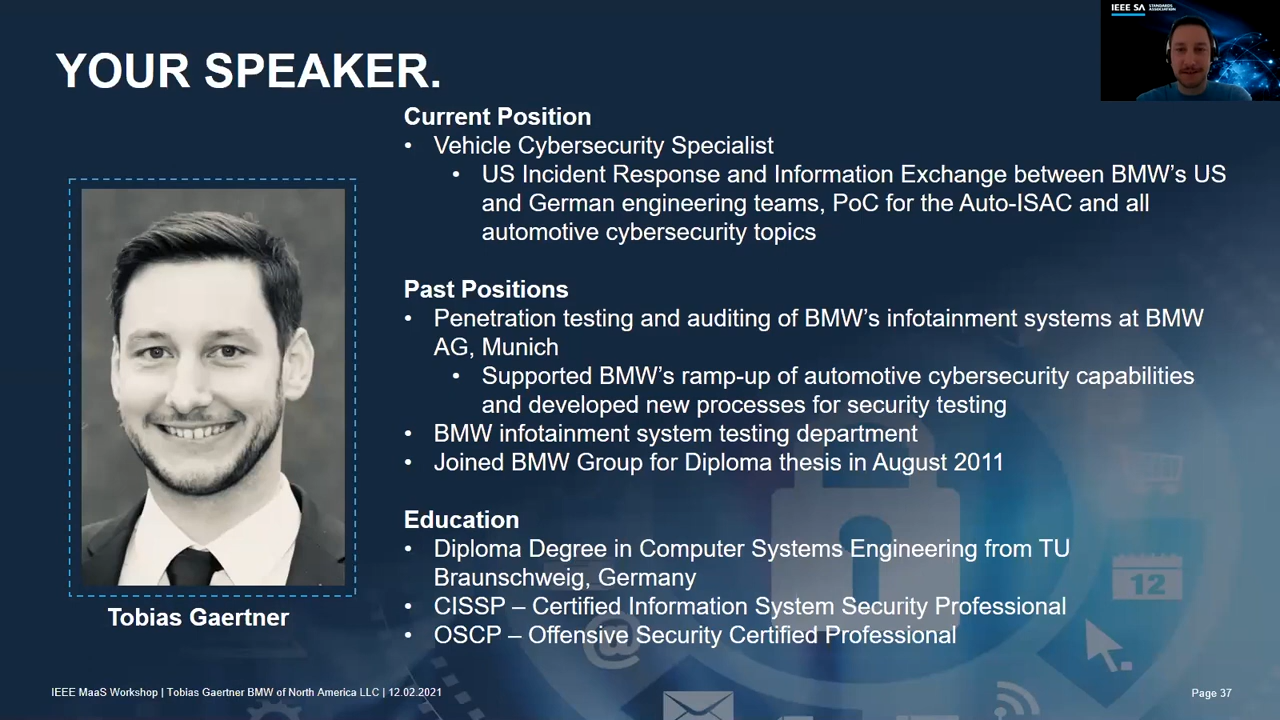 IEEE SA STANDARDS
ASSOCIATION
YOUR SPEAKER.
Current Position
• Vehicle Cybersecurity Specialist
• US Incident Response and Information Exchange between BMW’s US
and German engineering teams, PoC for the Auto-ISAC and all
automotive cybersecurity topics
Past Positions
• Penetration testing and auditing of BMW’s infotainment systems at BMW
AG, Munich
• Supported BMW’s ramp-up of automotive cybersecurity capabilities
and developed new processes for security testing
• BMW infotainment system testing department
• Joined BMW Group for Diploma thesis in August 2011
Education
• Diploma Degree in Computer Systems Engineering from TU
Braunschweig, Germany
• CISSP – Certified Information System Security Professional
• OSCP – Offensive Security Certified Professional
Tobias Gaertner
12
@
IEEE MaaS Workshop | Tobias Gaertner BMW of North America LLC | 12.02.2021
Page 37